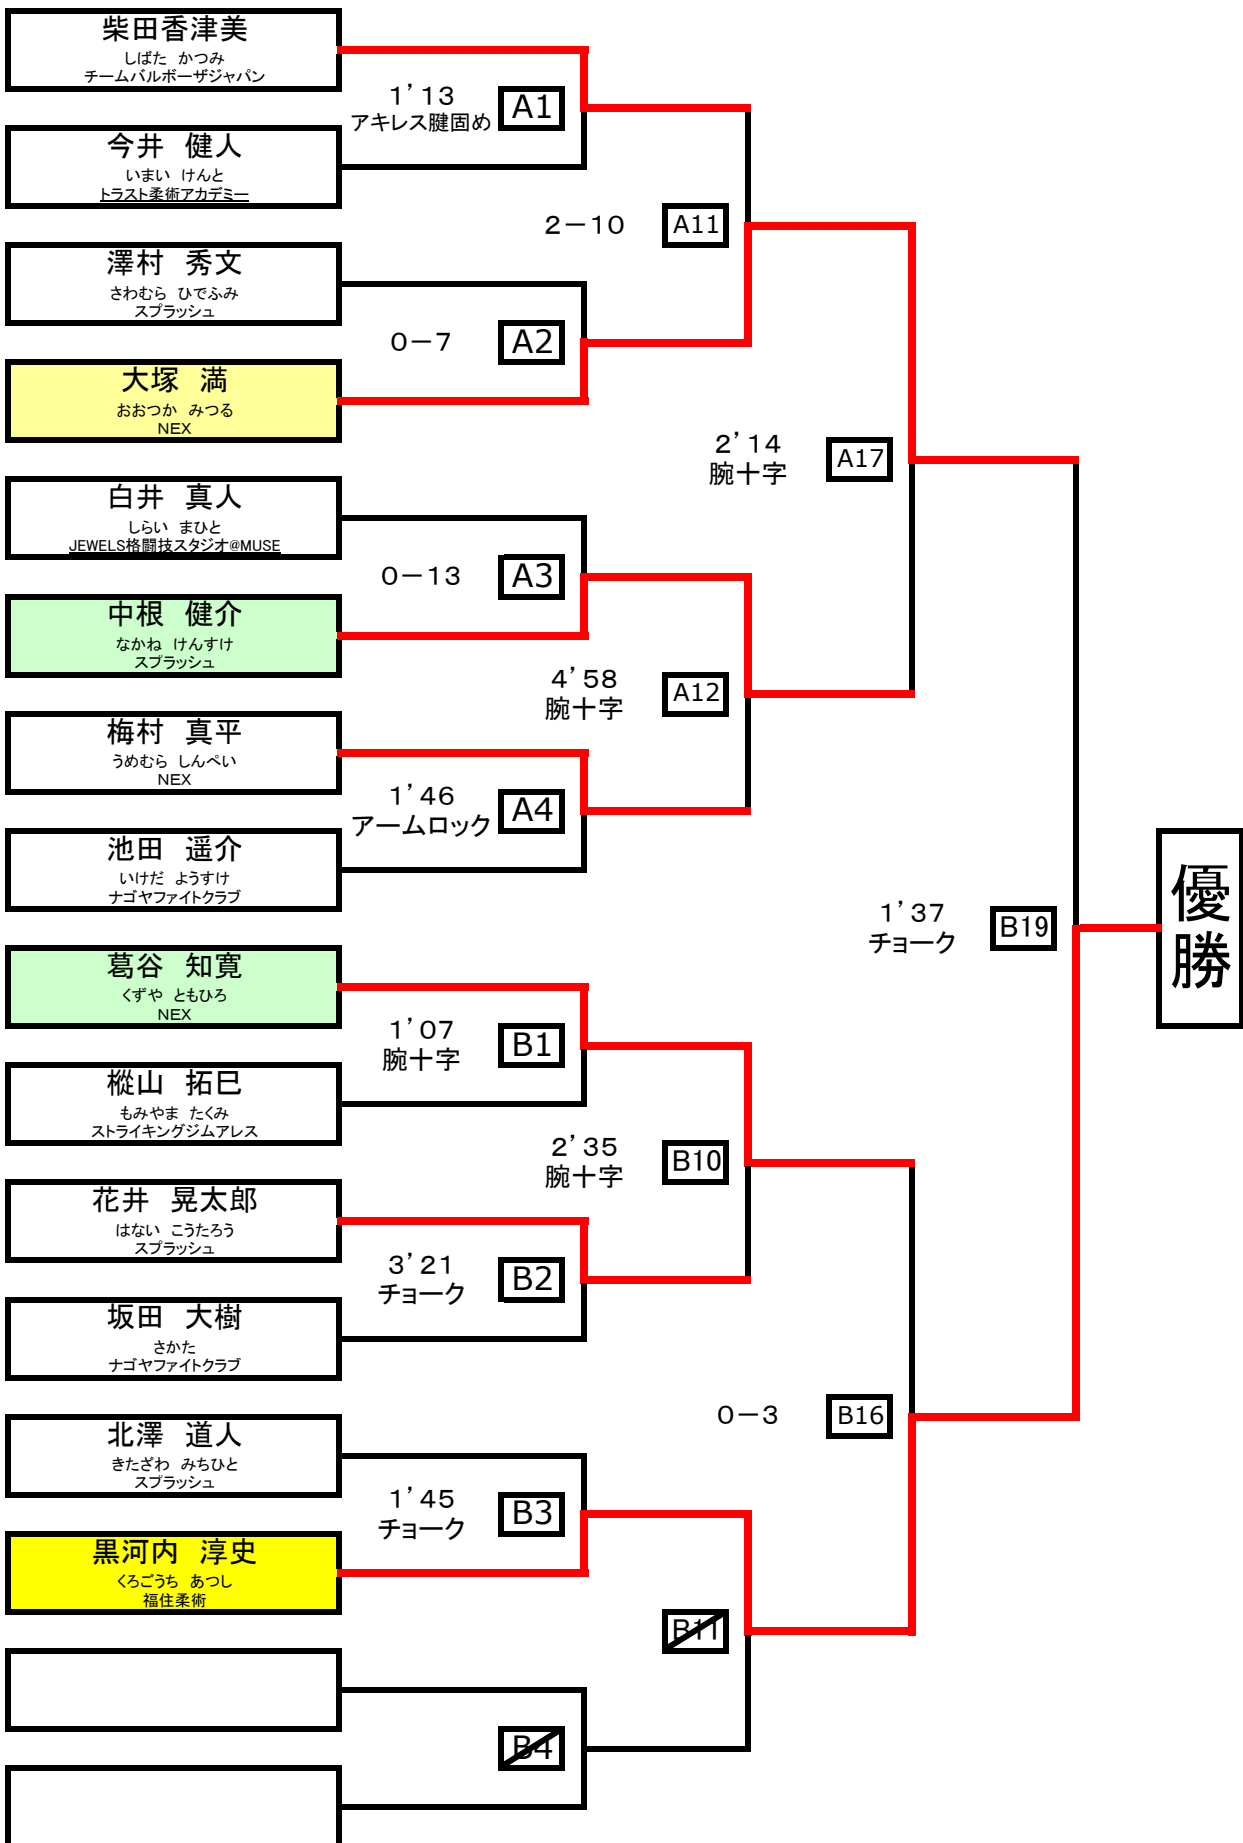 柴田香津美
しばた かつみ
チームバルボーザジャパン
1’13
アキレス腱固め
A1
今井 健人
いまい けんと
トラスト柔術アカデミー
2－10
A11
澤村 秀文
さわむら ひでふみ
スプラッシュ
0－7
A2
大塚 満
おおつか みつる
NEX
2’14
腕十字
A17
白井 真人
しらい まひと
JEWELS格闘技スタジオ@MUSE
0－13
A3
中根 健介
なかね けんすけ
スプラッシュ
4’58
腕十字
A12
梅村 真平
うめむら しんぺい
NEX
1’46
アームロック
A4
池田 遥介
いけだ ようすけ
ナゴヤファイトクラブ
1’37
チョーク
B19
優勝
葛谷 知寛
くずや ともひろ
NEX
1’07
腕十字
B1
樅山 拓巳
もみやま たくみ
ストライキングジムアレス
2’35
腕十字
B10
花井 晃太郎
はない こうたろう
スプラッシュ
3’21
チョーク
B2
坂田 大樹
さかた
ナゴヤファイトクラブ
0－3
B16
北澤 道人
きたざわ みちひと
スプラッシュ
1’45
チョーク
B3
黒河内 淳史
くろごうち あつし
福住柔術
B11
B4